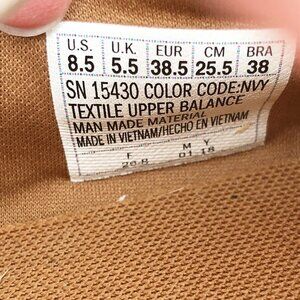 U.S. U.K. EUR CM BRA
8.5 5.5 38.5 25.5 38
SN 15430 COLOR CODE:NVY
TEXTILE UPPER BALANCE
MAN MADE MATERIAL
MADE IN VIETNAM/HECHO EN VIETNAM
F M Y
01 18